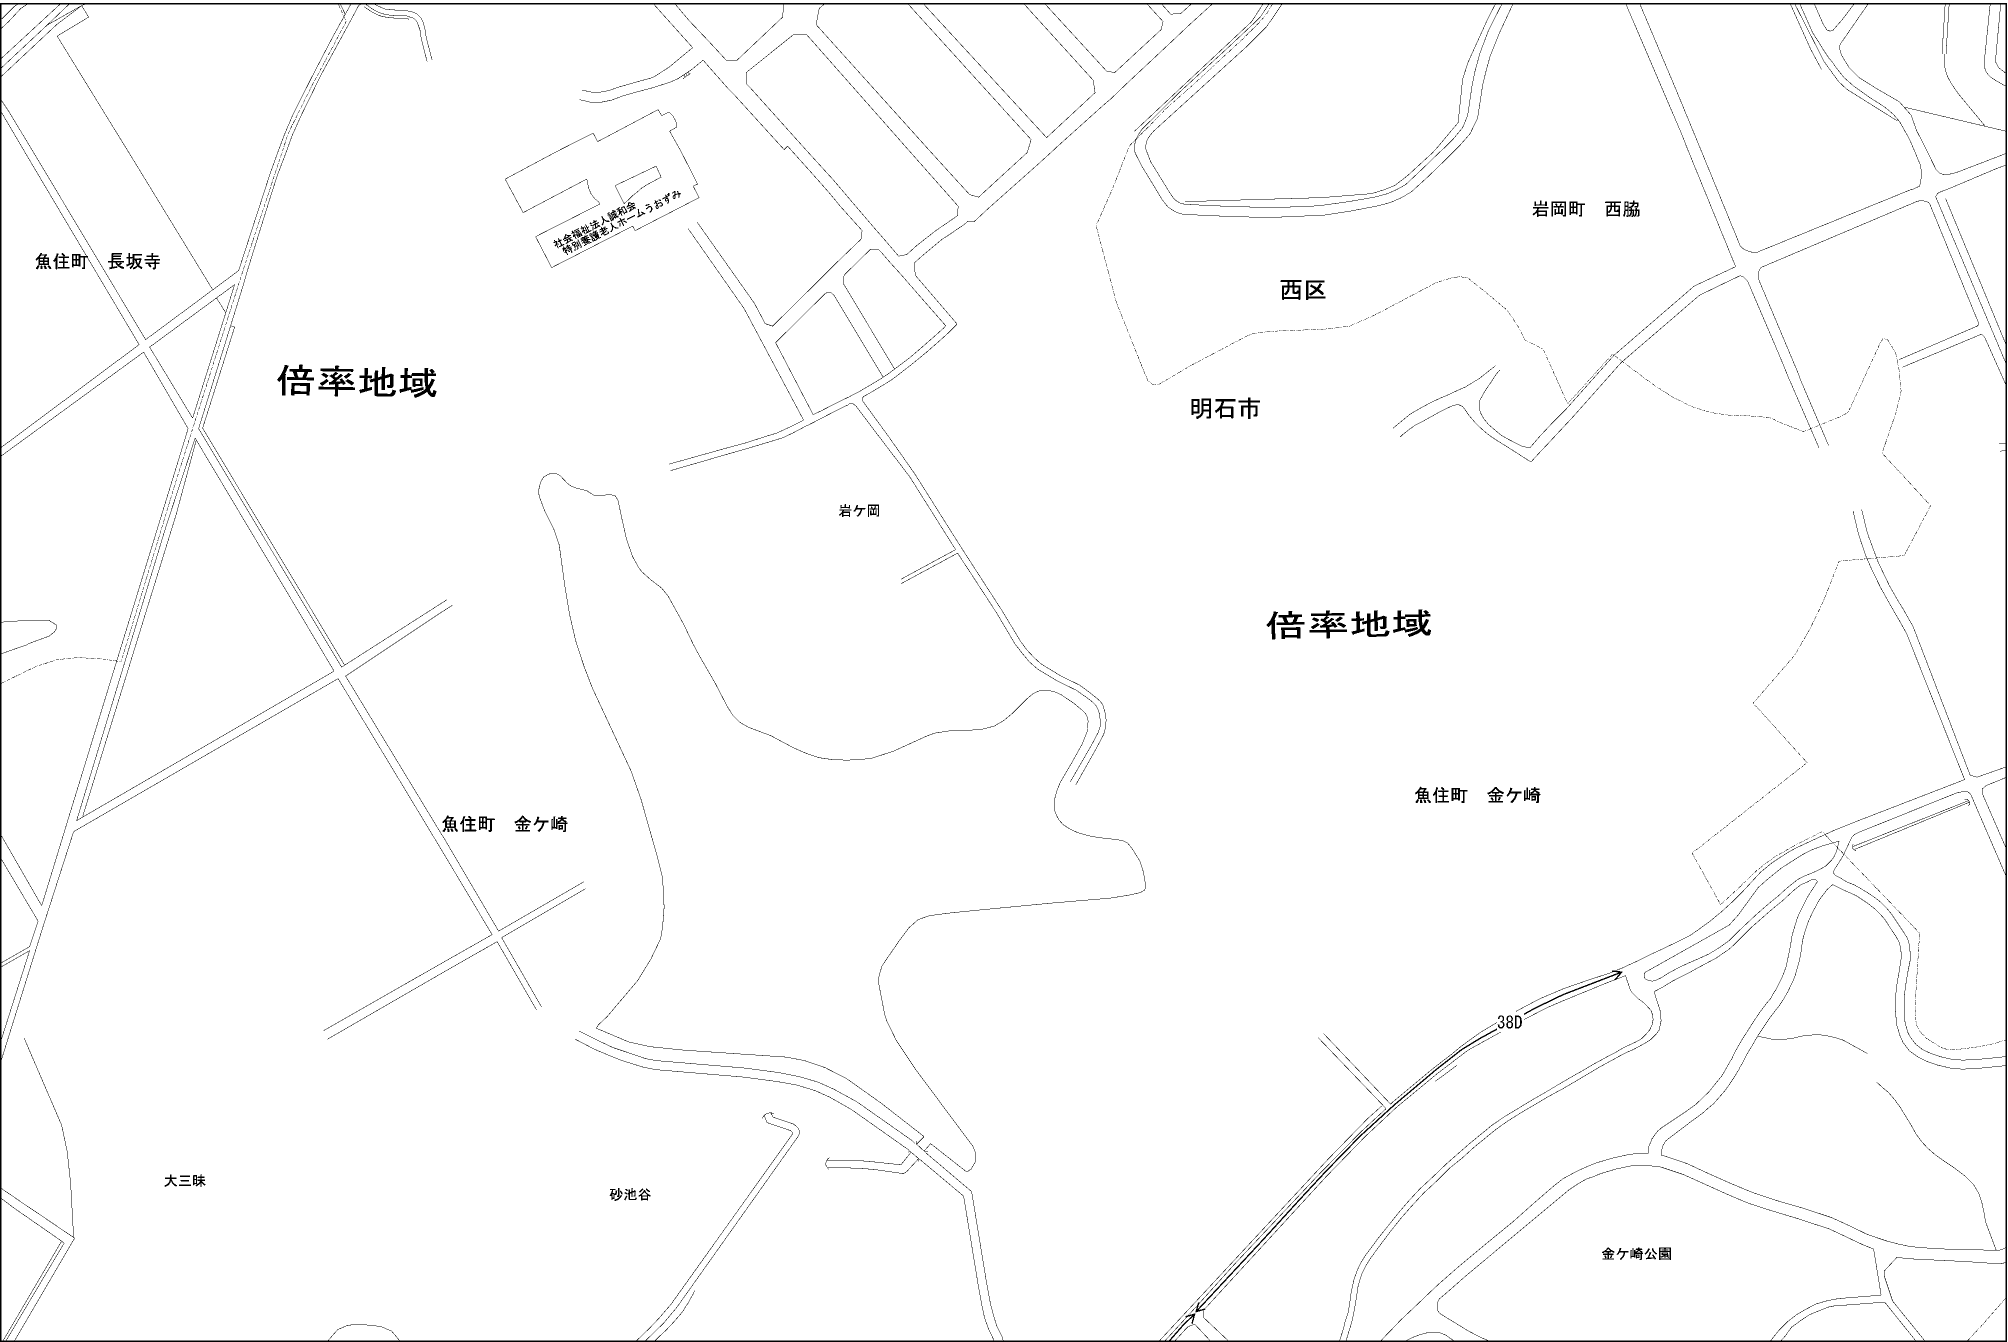 岩岡町　西脇
社会福祉法人誠和会
特別養護老人ホームうおずみ
魚住町　長坂寺
西区
倍率地域
明石市
岩ケ岡
倍率地域
魚住町　金ケ崎
魚住町　金ケ崎
38D
大三昧
砂池谷
金ケ崎公園